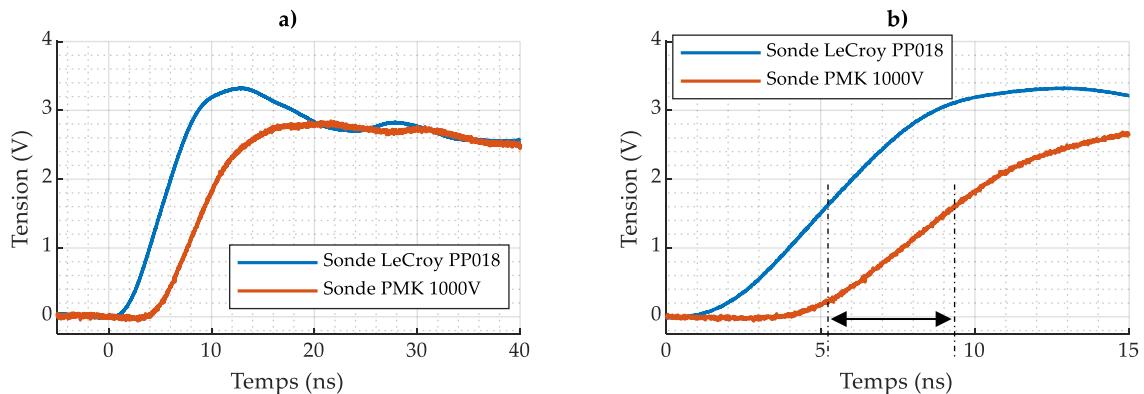 a)
Tension (V)
4
3
2
1
0
Sonde LeCroy PP018
Sonde PMK 1000V
0 10 20 30 40
Temps (ns)
b)
Tension (V)
4
3
2
1
0
Sonde LeCroy PP018
Sonde PMK 1000V
0 5 10 15
Temps (ns)